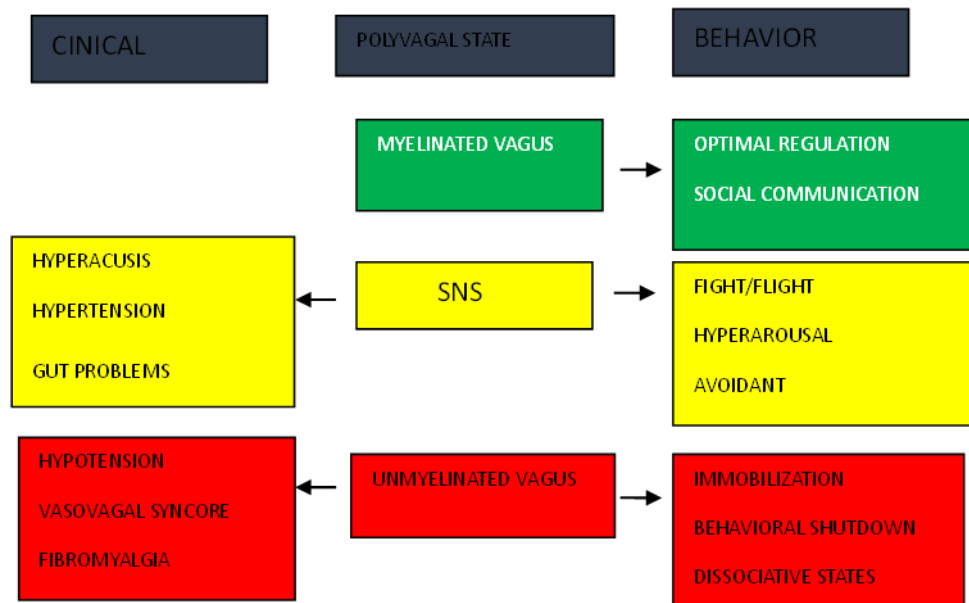 CINICAL
POLYVAGAL STATE
BEHAVIOR
MYELINATED VAGUS
OPTIMAL REGULATION
SOCIAL COMMUNICATION
HYPERACUSIS
HYPERTENSION
GUT PROBLEMS
SNS
FIGHT/FLIGHT
HYPERAROUSAL
AVOIDANT
HYPOTENSION
VASOVAGAL SYNCORE
FIBROMYALGIA
UNMYELINATED VAGUS
IMMOBILIZATION
BEHAVIORAL SHUTDOWN
DISSOCIATIVE STATES